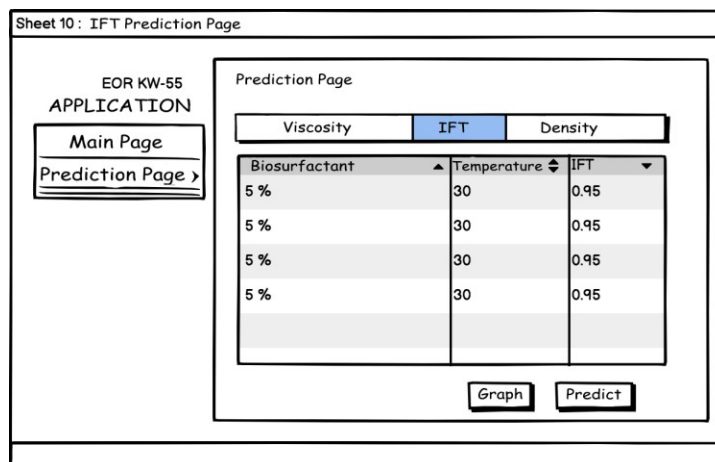 Sheet 10 : IFT Prediction Page
EOR KW-55
APPLICATION
Main Page
Prediction Page ›
Prediction Page
Viscosity IFT Density
Biosurfactant Temperature IFT
5 % 30 0.95
5 % 30 0.95
5 % 30 0.95
5 % 30 0.95
Graph Predict